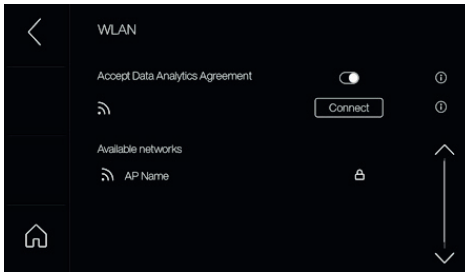 WLAN
Accept Data Analytics Agreement
Connect
Available networks
AP Name